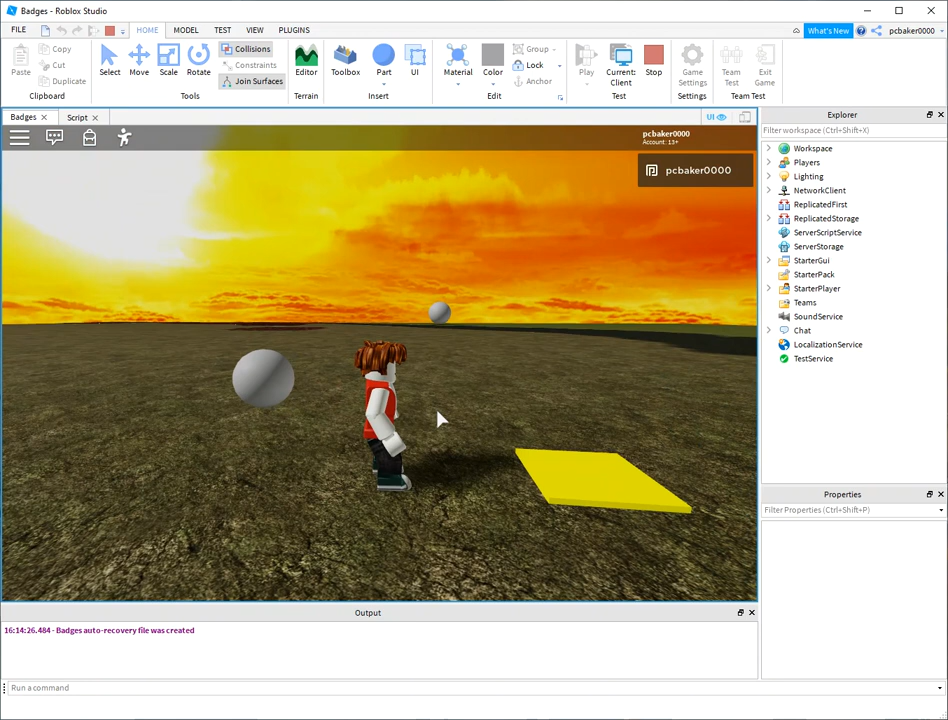 Badges - Roblox Studio
FILE HOME MODEL TEST VIEW PLUGINS What's New pcbaker0000
Paste Copy Cut Duplicate
Select Move Scale Rotate
Collisions
Constraints
Join Surfaces
Editor
Toolbox Part UI
Material Color
Group
Lock
Anchor
Play Current: Client Stop
Game Settings
Team Test
Exit Game
Clipboard Tools Terrain Insert Edit Test Settings Team Test
Badges Script UI
pcbaker0000
Account: 13+
pcbaker0000
Explorer
Filter workspace (Ctrl+Shift+X)
Workspace
Players
Lighting
NetworkClient
ReplicatedFirst
ReplicatedStorage
ServerScriptService
ServerStorage
StarterGui
StarterPack
StarterPlayer
Teams
SoundService
Chat
LocalizationService
TestService
Properties
Filter Properties (Ctrl+Shift+P)
Output
16:14:26.484 - Badges auto-recovery file was created
Run a command